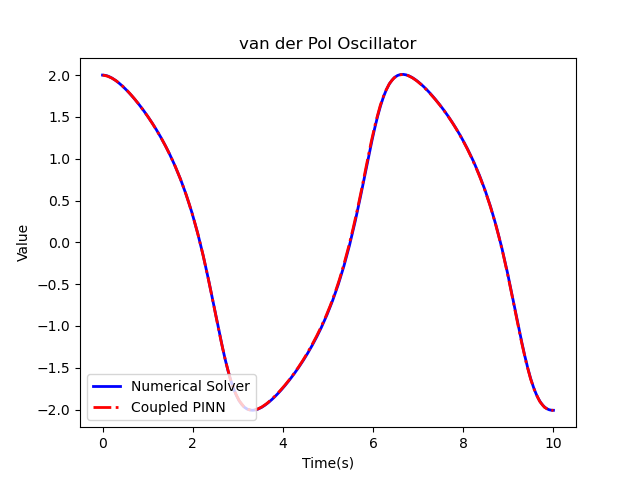 van der Pol Oscillator
Value
2.0
1.5
1.0
0.5
0.0
−0.5
−1.0
−1.5
−2.0
Numerical Solver
Coupled PINN
0 2 4 6 8 10
Time(s)